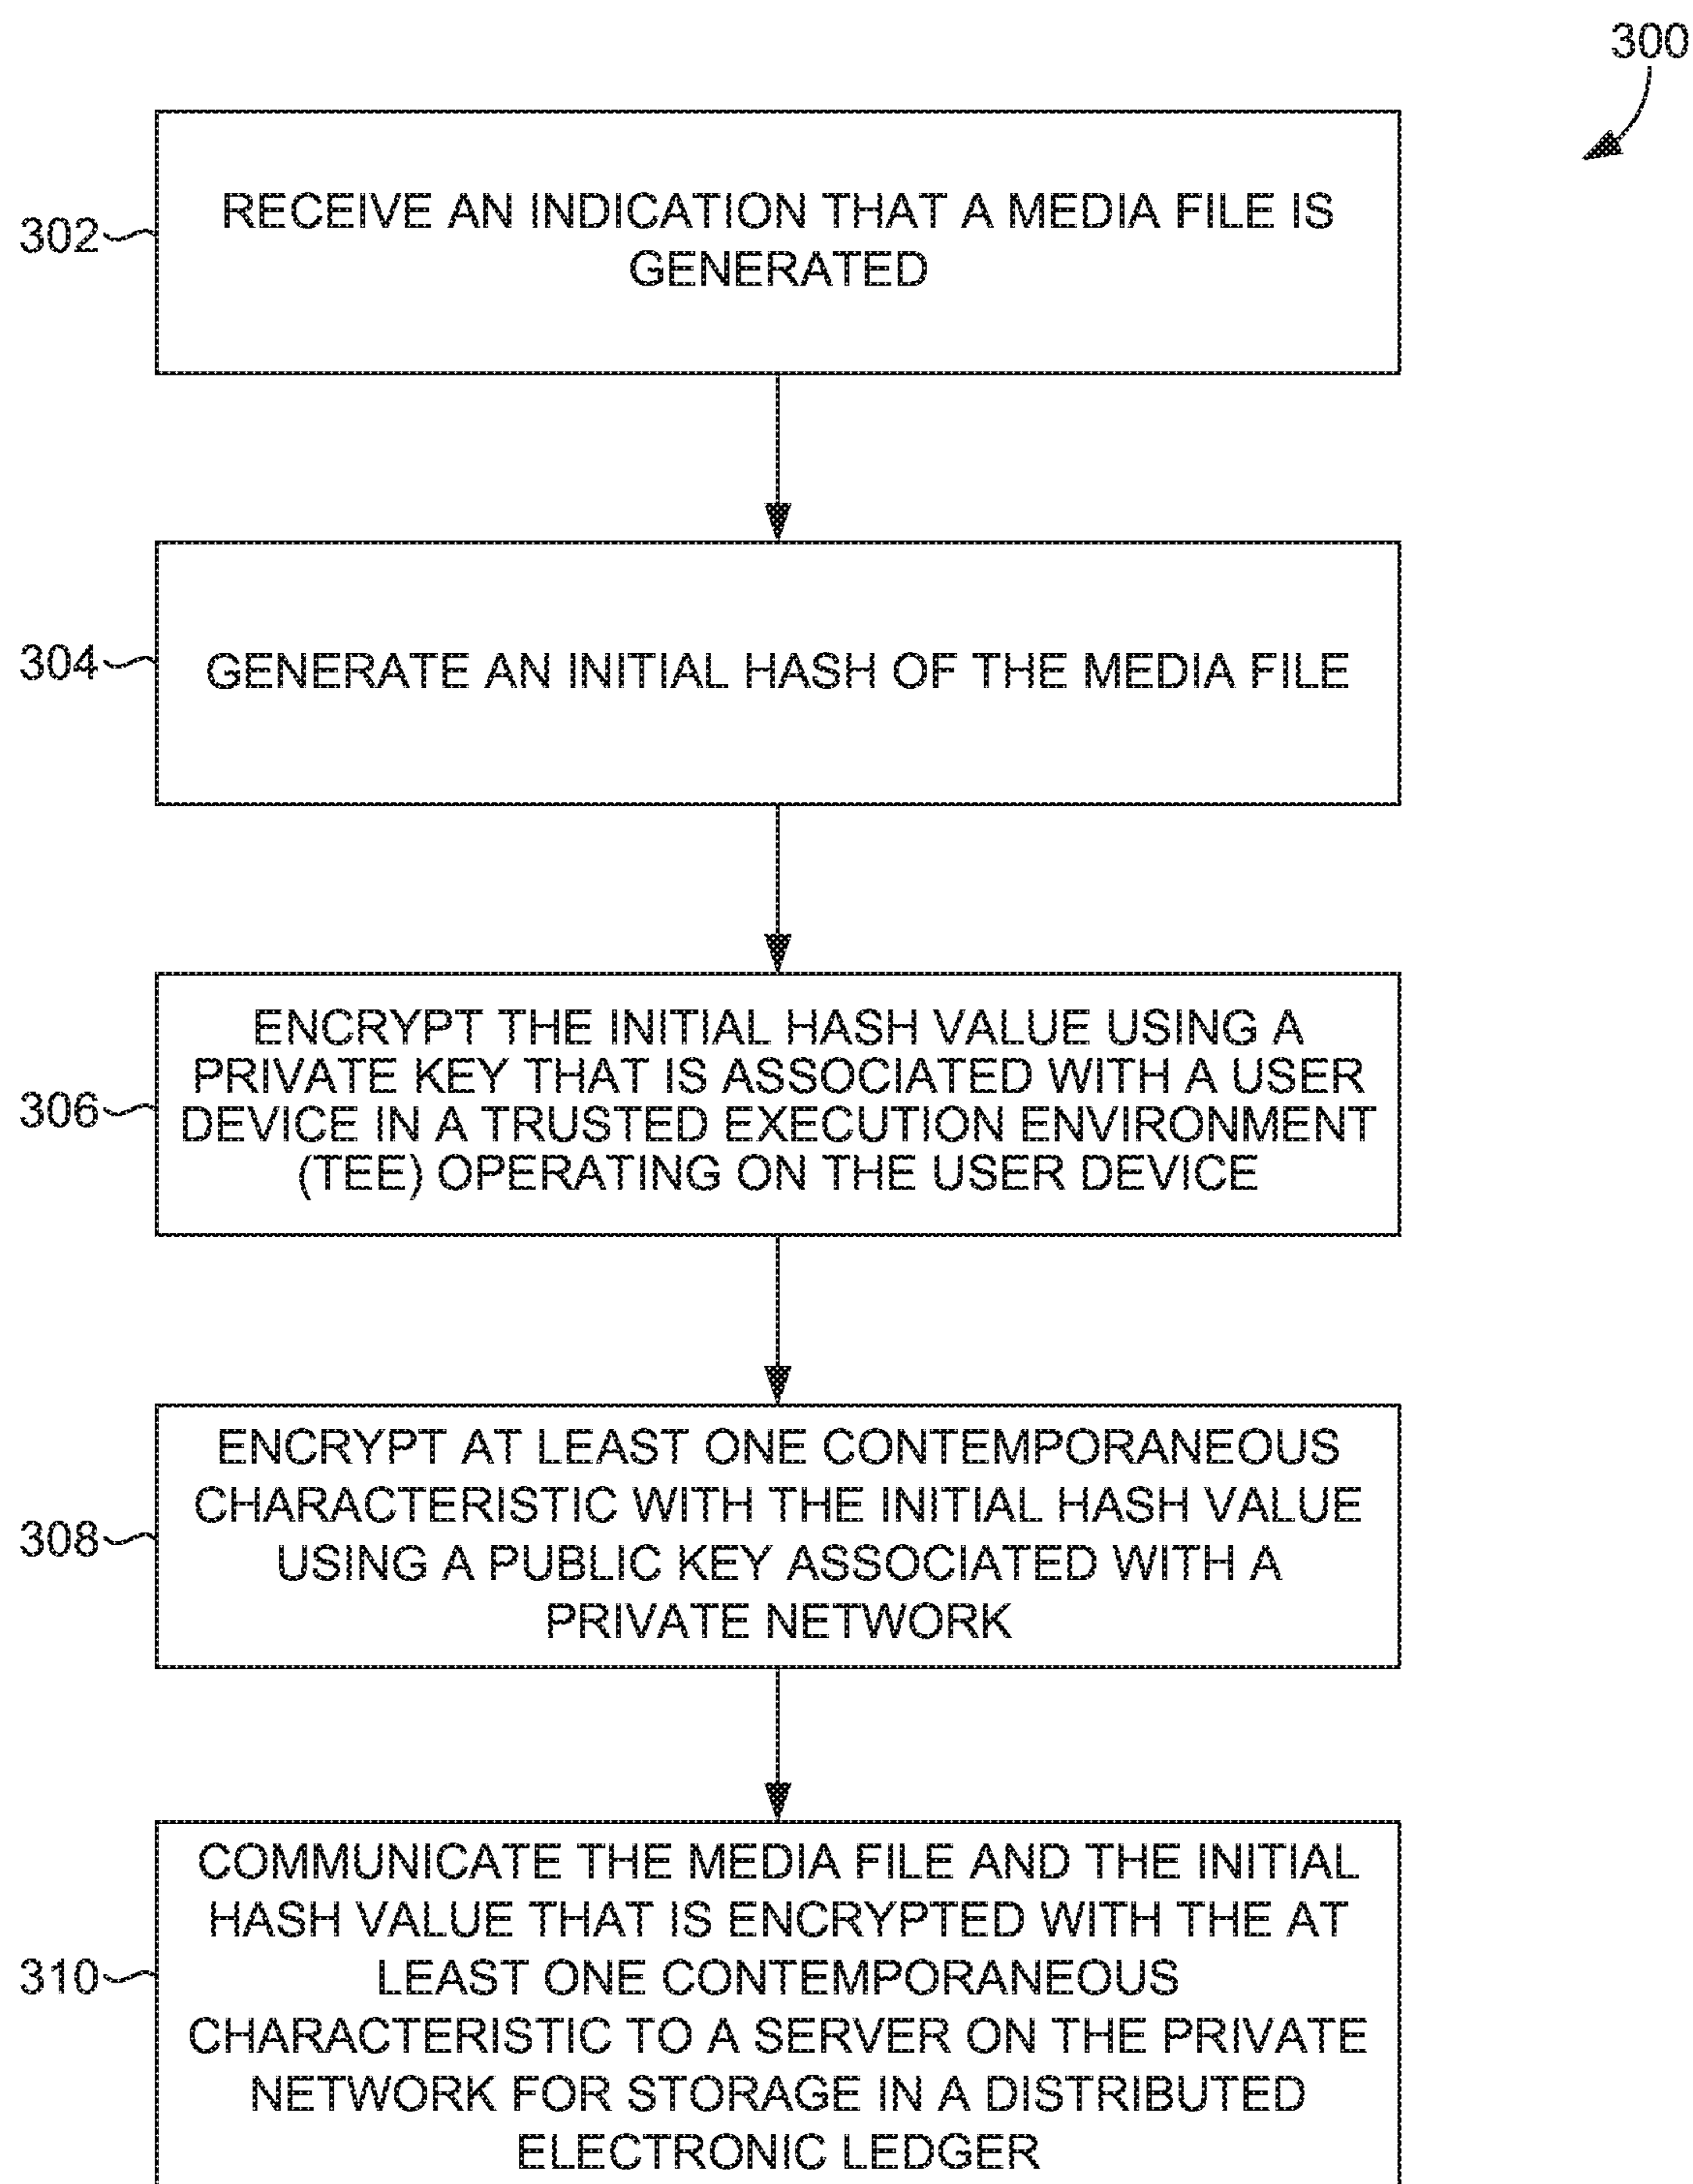 300
302
RECEIVE AN INDICATION THAT A MEDIA FILE IS
GENERATED
304
GENERATE AN INITIAL HASH OF THE MEDIA FILE
306
ENCRYPT THE INITIAL HASH VALUE USING A
PRIVATE KEY THAT IS ASSOCIATED WITH A USER
DEVICE IN A TRUSTED EXECUTION ENVIRONMENT
(TEE) OPERATING ON THE USER DEVICE
308
ENCRYPT AT LEAST ONE CONTEMPORANEOUS
CHARACTERISTIC WITH THE INITIAL HASH VALUE
USING A PUBLIC KEY ASSOCIATED WITH A
PRIVATE NETWORK
310
COMMUNICATE THE MEDIA FILE AND THE INITIAL
HASH VALUE THAT IS ENCRYPTED WITH THE AT
LEAST ONE CONTEMPORANEOUS
CHARACTERISTIC TO A SERVER ON THE PRIVATE
NETWORK FOR STORAGE IN A DISTRIBUTED
ELECTRONIC LEDGER